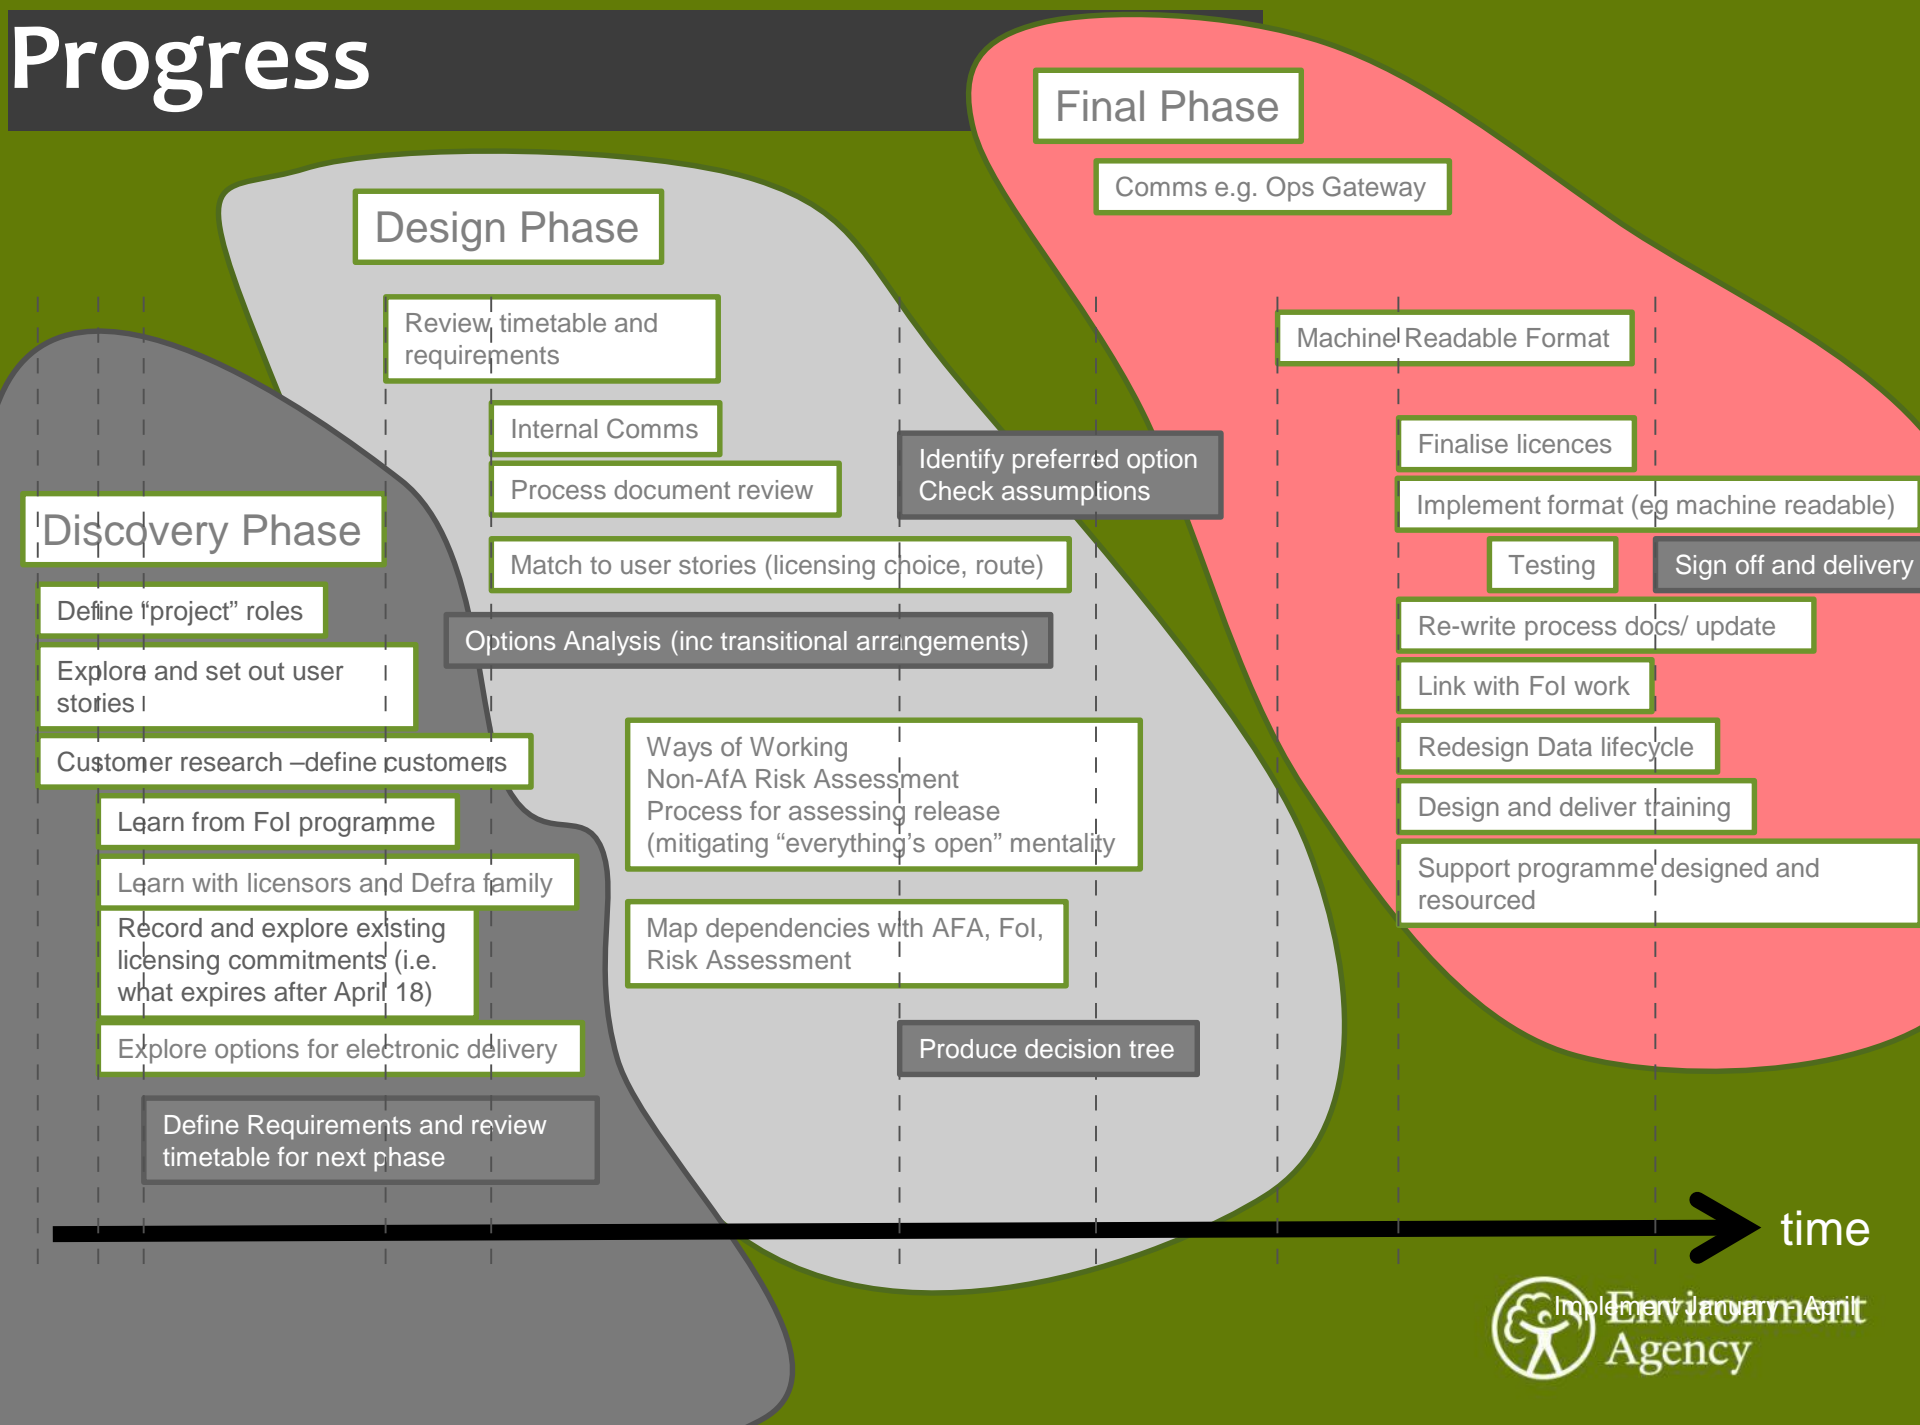 Progress
Final Phase
Comms e.g. Ops Gateway
Design Phase
Review timetable and
requirements
Machine Readable Format
Internal Comms
Process document review
Identify preferred option
Check assumptions
Finalise licences
Implement format (eg machine readable)
Discovery Phase
Match to user stories (licensing choice, route)
Testing
Sign off and delivery
Define “project” roles
Options Analysis (inc transitional arrangements)
Re-write process docs/ update
Explore and set out user
stories
Link with FoI work
Customer research –define customers
Ways of Working
Non-AfA Risk Assessment
Process for assessing release
(mitigating “everything’s open” mentality
Redesign Data lifecycle
Learn from FoI programme
Design and deliver training
Learn with licensors and Defra family
Support programme designed and
resourced
Record and explore existing
licensing commitments (i.e.
what expires after April 18)
Map dependencies with AFA, FoI,
Risk Assessment
Explore options for electronic delivery
Produce decision tree
Define Requirements and review
timetable for next phase
time
Implement January - April
Environment
Agency